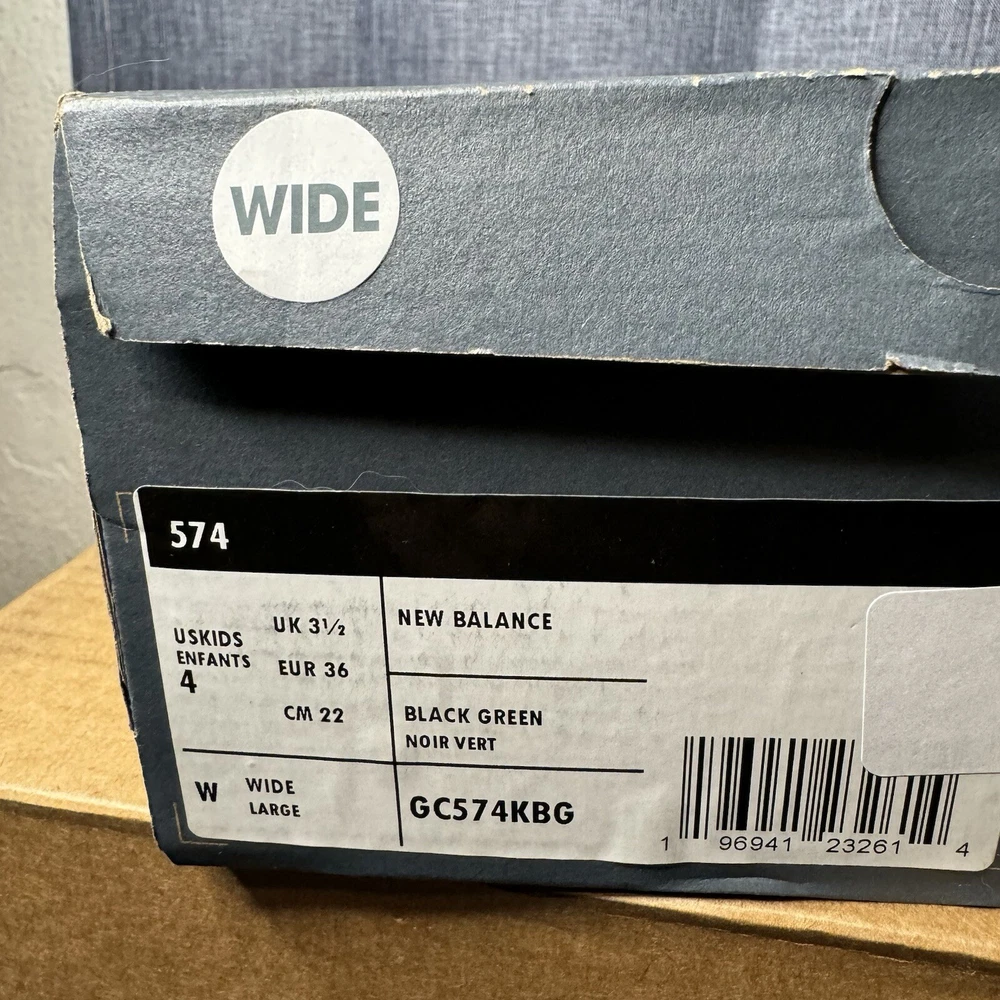 WIDE
574
USKIDS
ENFANTS
4
UK 3½
EUR 36
CM 22
NEW BALANCE
BLACK GREEN
NOIR VERT
W
WIDE
LARGE
GC574KBG
1 96941 23261 4